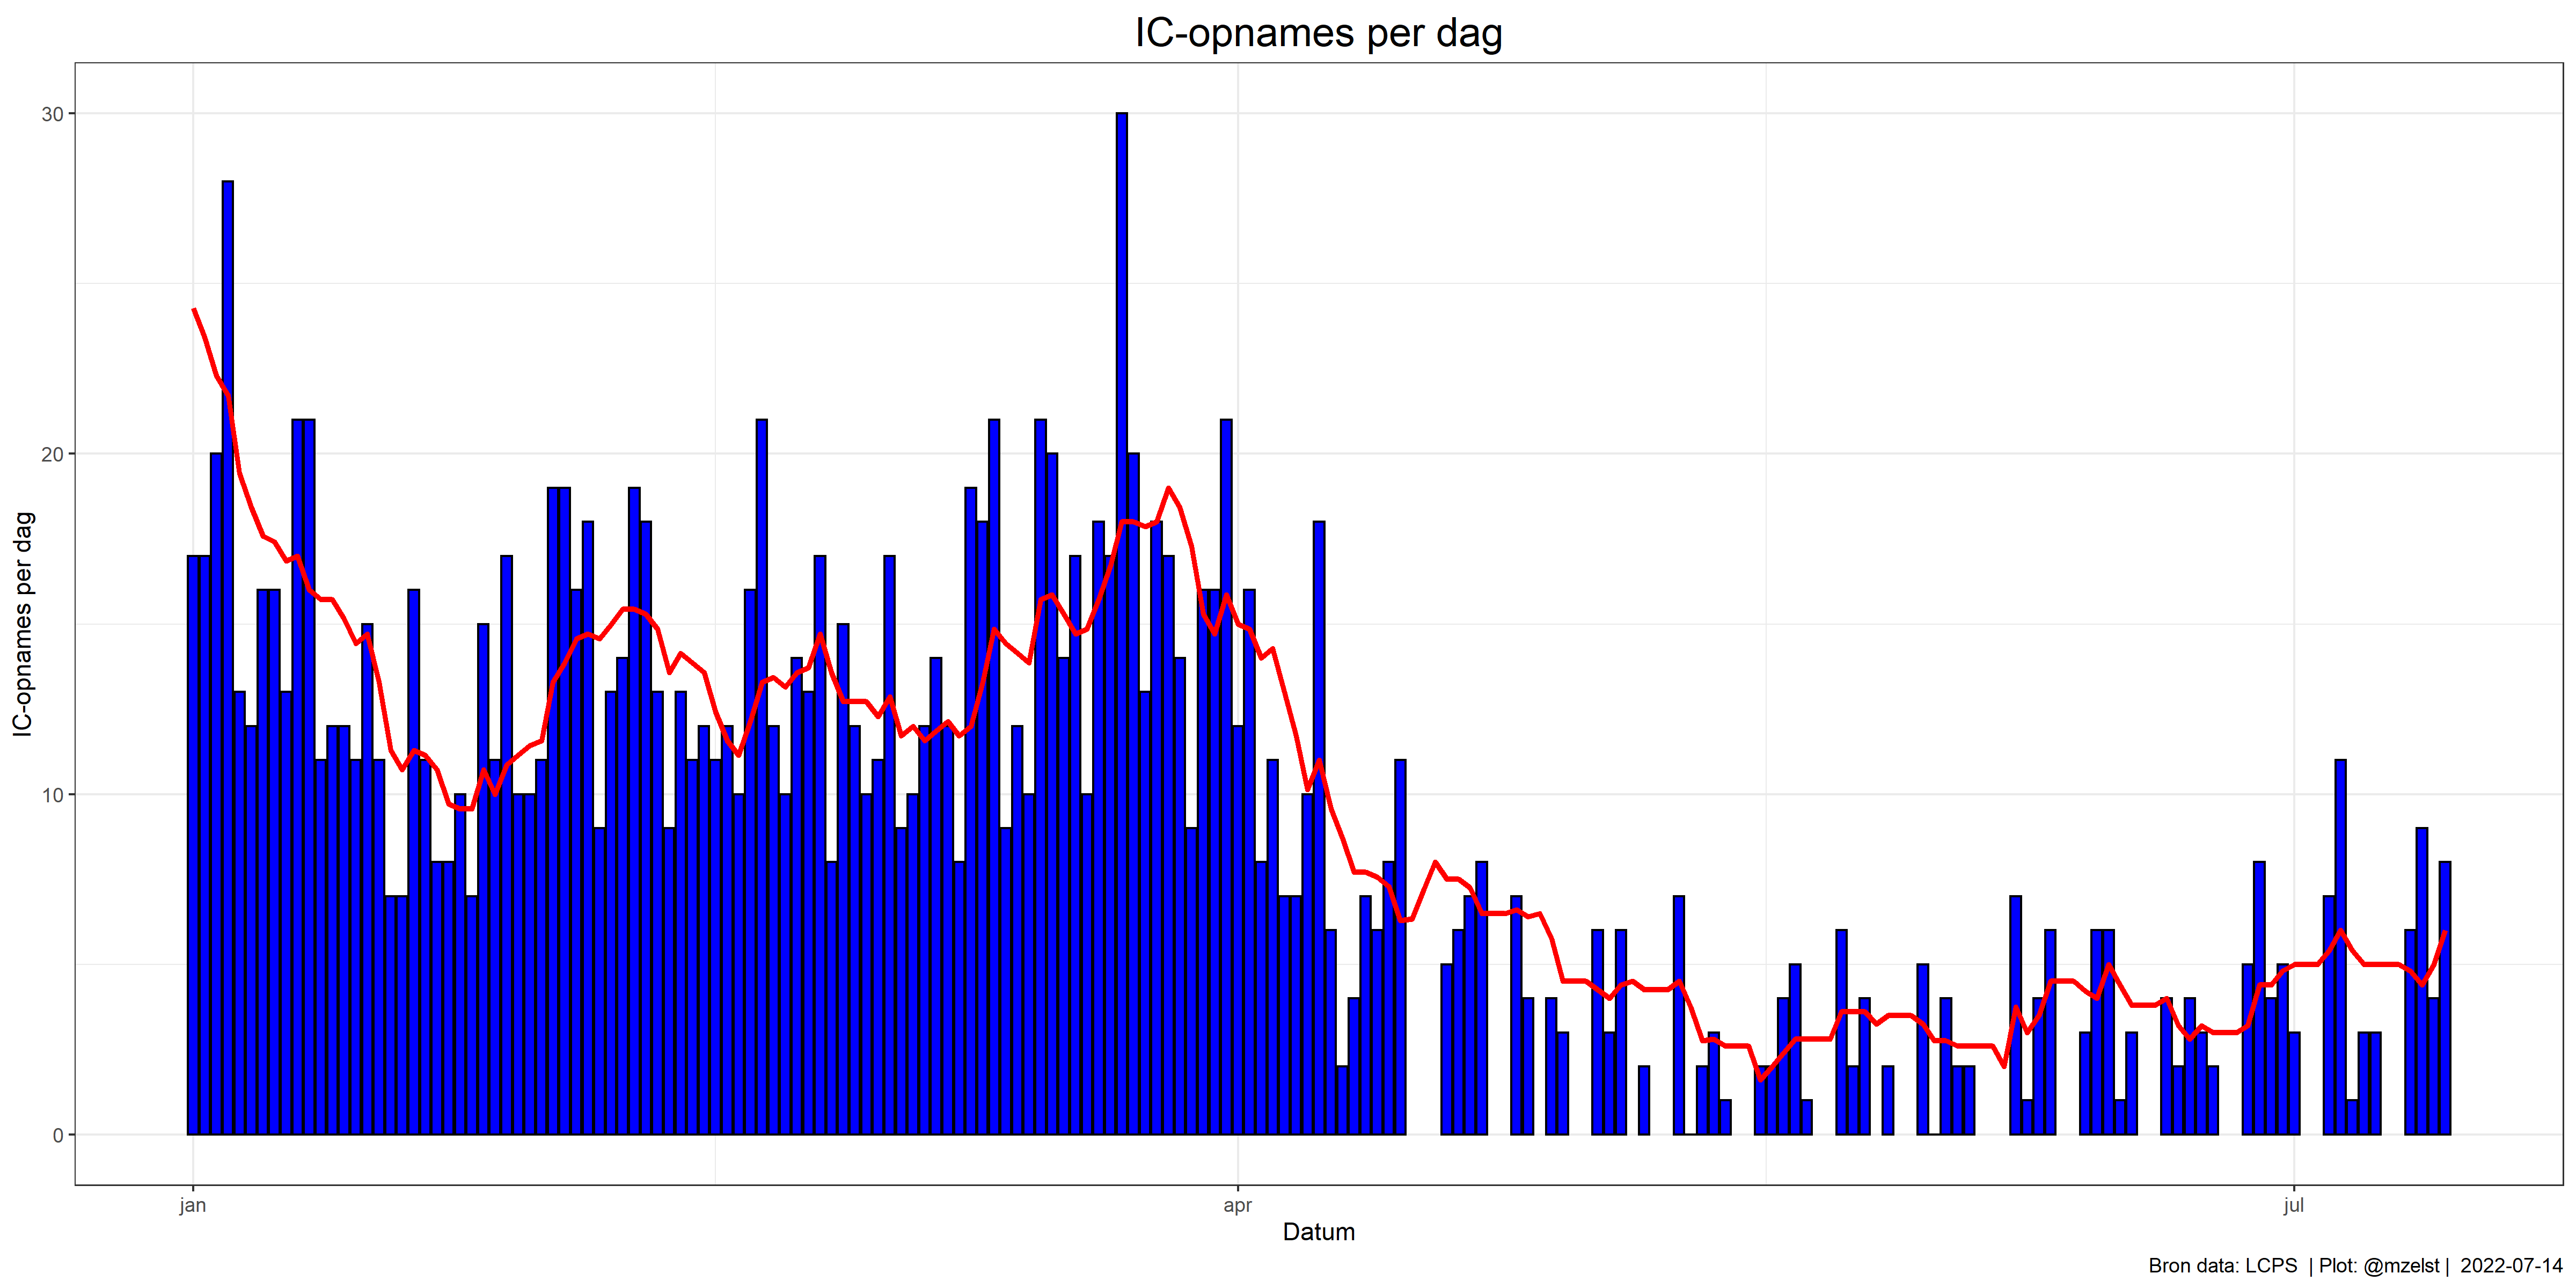 IC-opnames per dag
30
20
10
0
IC-opnames per dag
jan
apr
jul
Datum
Bron data: LCPS | Plot: @mzelst | 2022-07-14